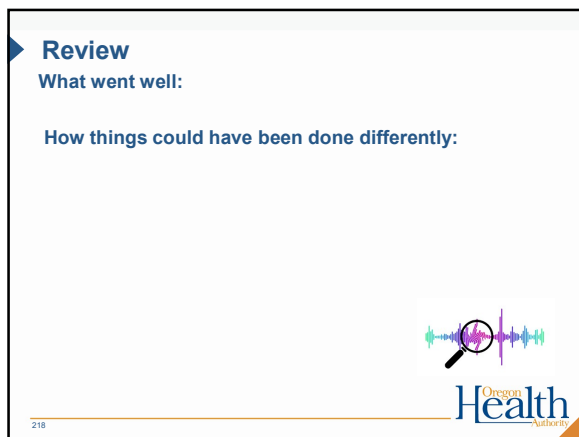 Review
What went well:
How things could have been done differently:
Oregon
Health
Authority
218